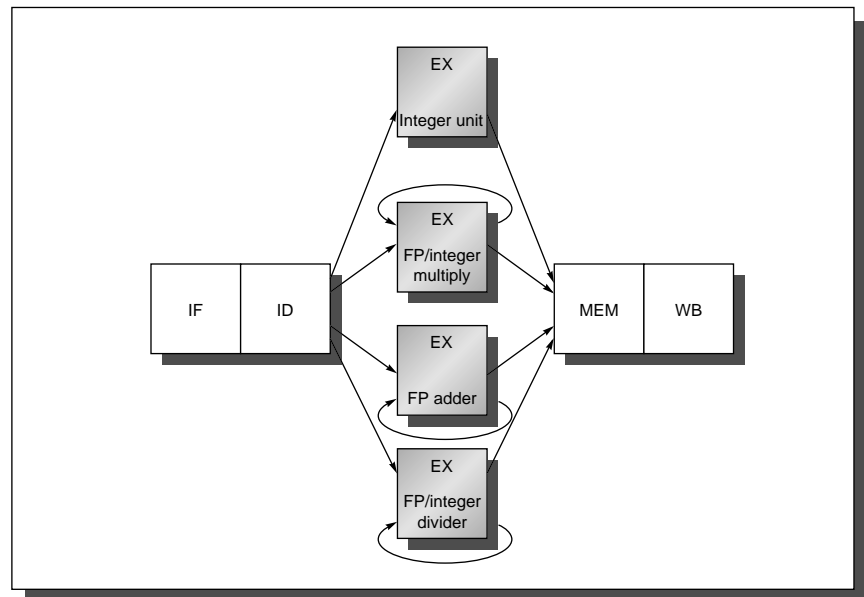 EX
Integer unit
EX
FP/integer
multiply
IF
ID
MEM
WB
EX
FP adder
EX
FP/integer
divider